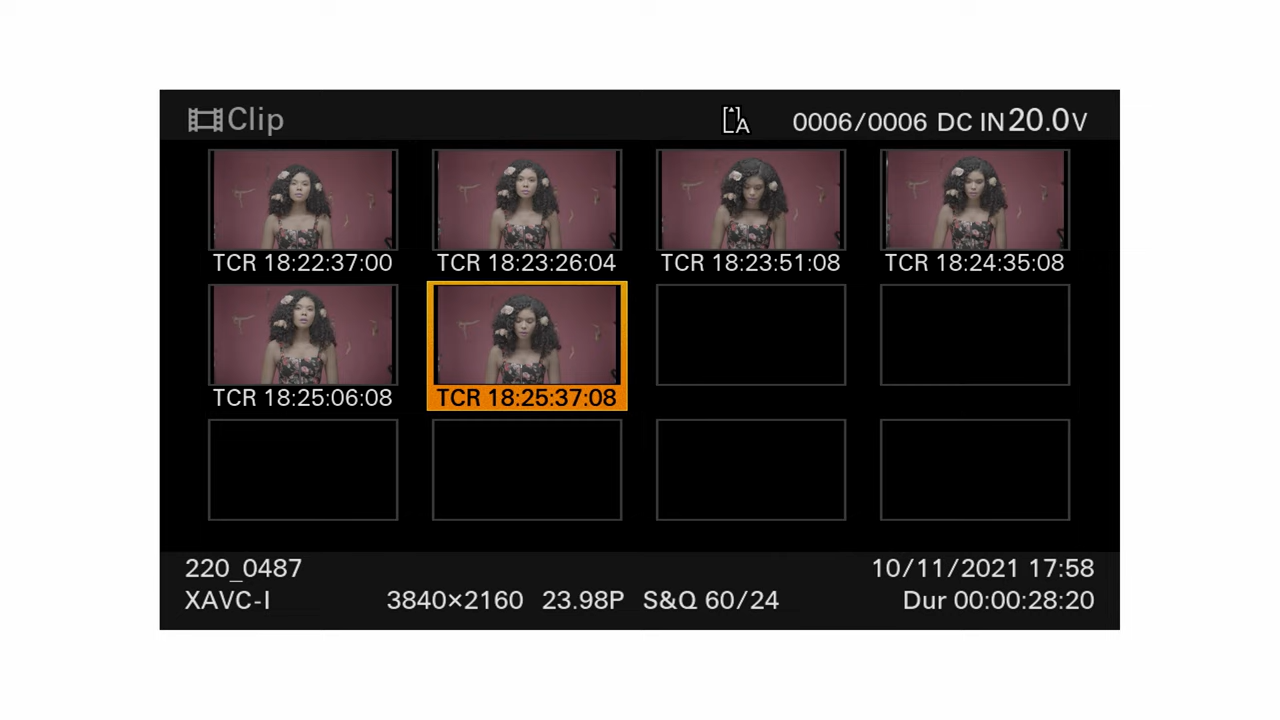 Clip A 0006/0006 DC IN 20.0V
TCR 18:22:37:00 TCR 18:23:26:04 TCR 18:23:51:08 TCR 18:24:35:08
TCR 18:25:06:08 TCR 18:25:37:08
220_0487 10/11/2021 17:58
XAVC-I 3840×2160 23.98P S&Q 60/24 Dur 00:00:28:20